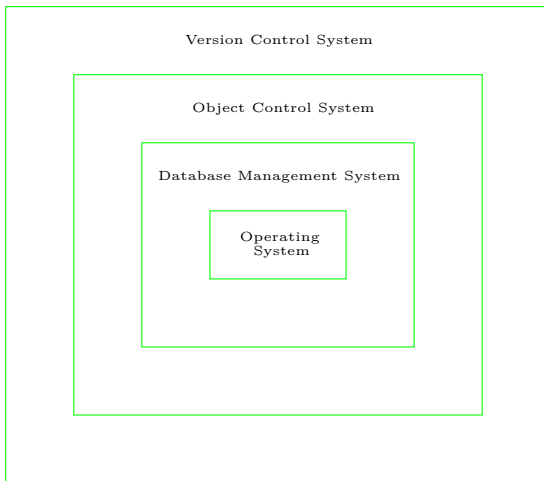 Version Control System
Object Control System
Database Management System
Operating
System